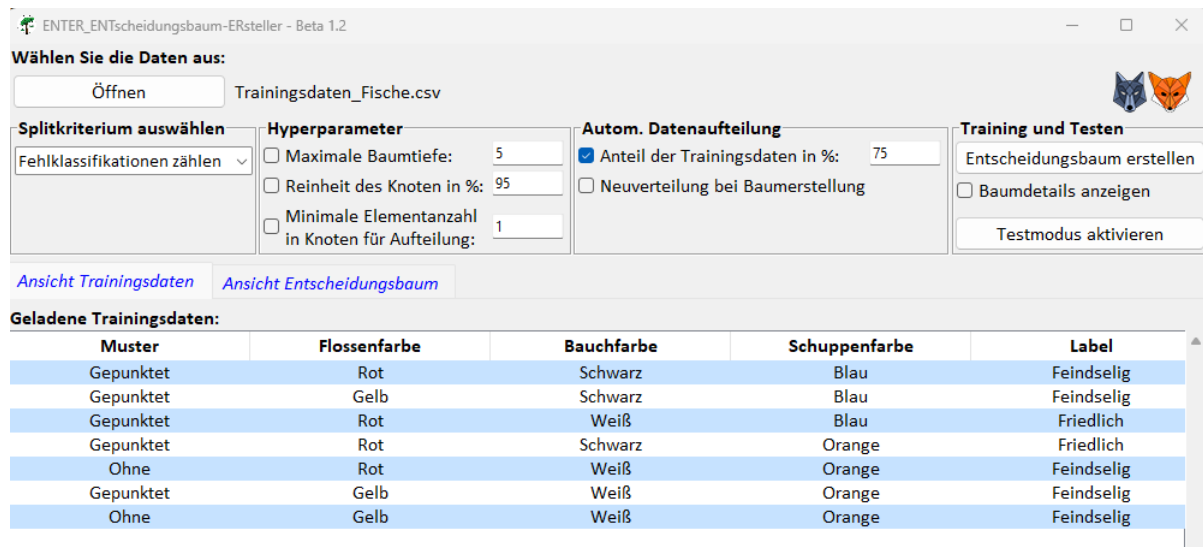 ENTER_ENTscheidungsbaum-ERsteller - Beta 1.2
Wählen Sie die Daten aus:
Öffnen Trainingsdaten_Fische.csv
Splitkriterium auswählen
Fehlklassifikationen zählen
Hyperparameter
Maximale Baumtiefe: 5
Reinheit des Knoten in %: 95
Minimale Elementanzahl
in Knoten für Aufteilung: 1
Autom. Datenaufteilung
Anteil der Trainingsdaten in %: 75
Neuverteilung bei Baumerstellung
Training und Testen
Entscheidungsbaum erstellen
Baumdetails anzeigen
Testmodus aktivieren
Ansicht Trainingsdaten Ansicht Entscheidungsbaum
Geladene Trainingsdaten:
Muster Flossenfarbe Bauchfarbe Schuppenfarbe Label
Gepunktet Rot Schwarz Blau Feindselig
Gepunktet Gelb Schwarz Blau Feindselig
Gepunktet Rot Weiß Blau Friedlich
Gepunktet Rot Schwarz Orange Friedlich
Ohne Rot Weiß Orange Feindselig
Gepunktet Gelb Weiß Orange Feindselig
Ohne Gelb Weiß Orange Feindselig